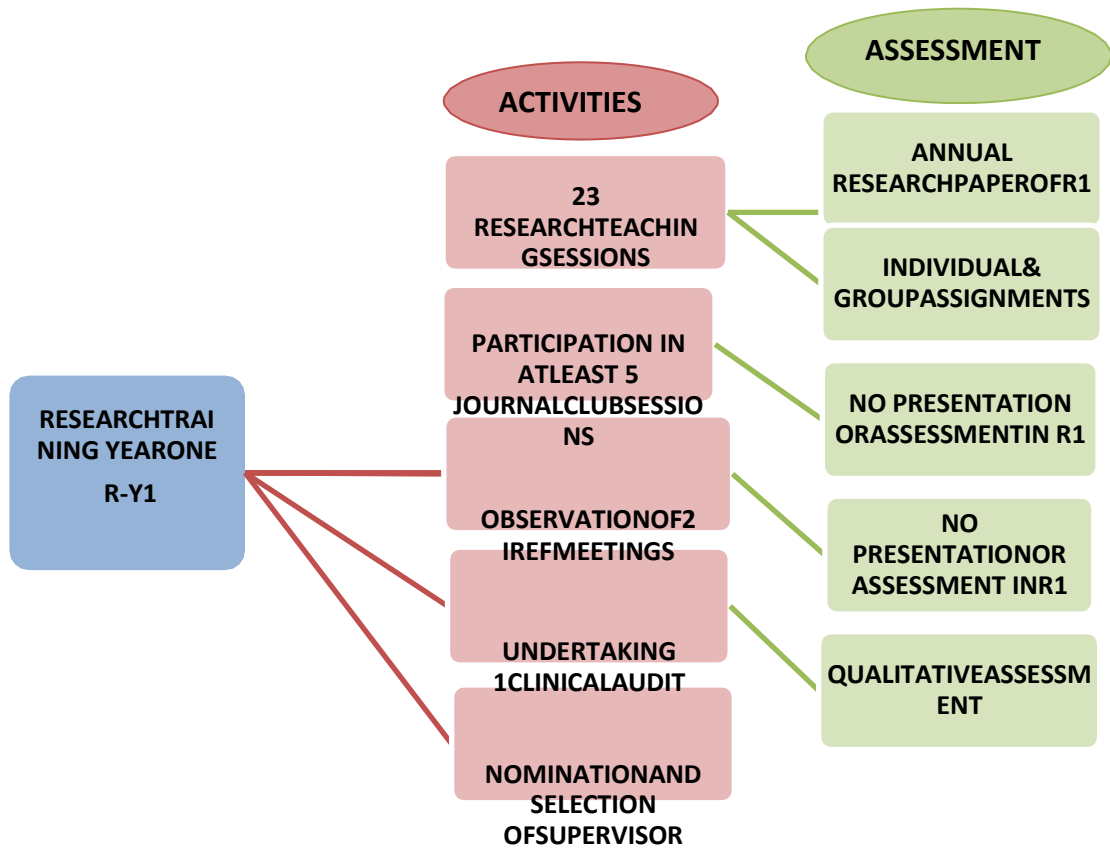 ASSESSMENT
ACTIVITIES
RESEARCHTRAI
NING YEARONE
R-Y1
23
RESEARCHTEACHIN
GSESSIONS
PARTICIPATION IN
ATLEAST 5
JOURNALCLUBSESSIO
NS
OBSERVATIONOF2
IREFMEETINGS
UNDERTAKING
1CLINICALAUDIT
NOMINATIONAND
SELECTION
OFSUPERVISOR
ANNUAL
RESEARCHPAPEROFR1
INDIVIDUAL&
GROUPASSIGNMENTS
NO PRESENTATION
ORASSESSMENTIN R1
NO
PRESENTATIONOR
ASSESSMENT INR1
QUALITATIVEASSESSM
ENT